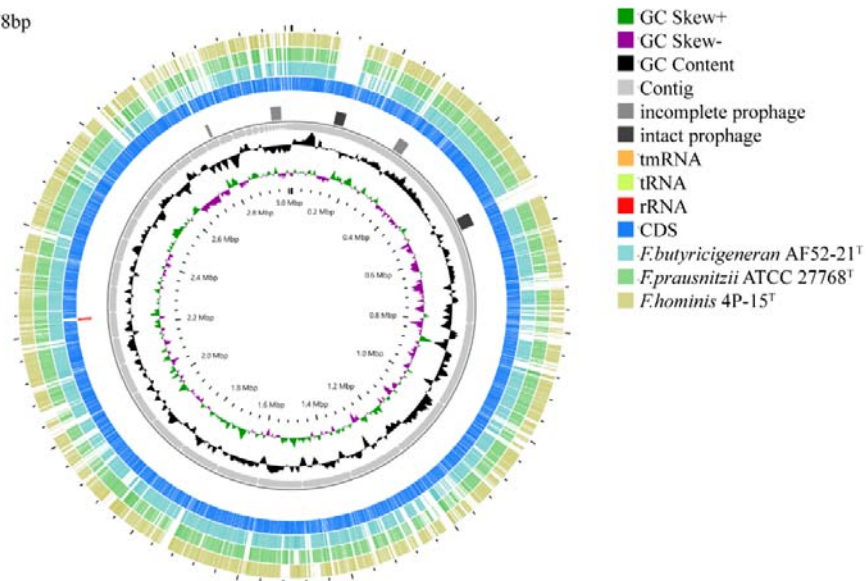 8bp
GC Skew+
GC Skew-
GC Content
Contig
incomplete prophage
intact prophage
tmRNA
tRNA
rRNA
CDS
F.butyricigeneran AF52-21ᵀ
F.prausnitzii ATCC 27768ᵀ
F.hominis 4P-15ᵀ
3.0 Mbp
0.2 Mbp
0.4 Mbp
0.6 Mbp
0.8 Mbp
1.0 Mbp
1.2 Mbp
1.4 Mbp
1.6 Mbp
1.8 Mbp
2.0 Mbp
2.2 Mbp
2.4 Mbp
2.6 Mbp
2.8 Mbp